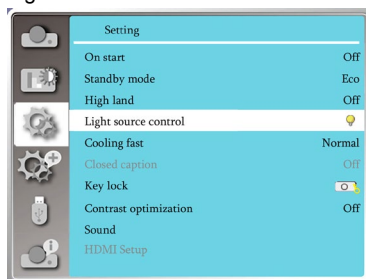 Setting
On start Off
Standby mode Eco
High land Off
Light source control
Cooling fast Normal
Closed caption Off
Key lock
Contrast optimization Off
Sound
HDMI Setup